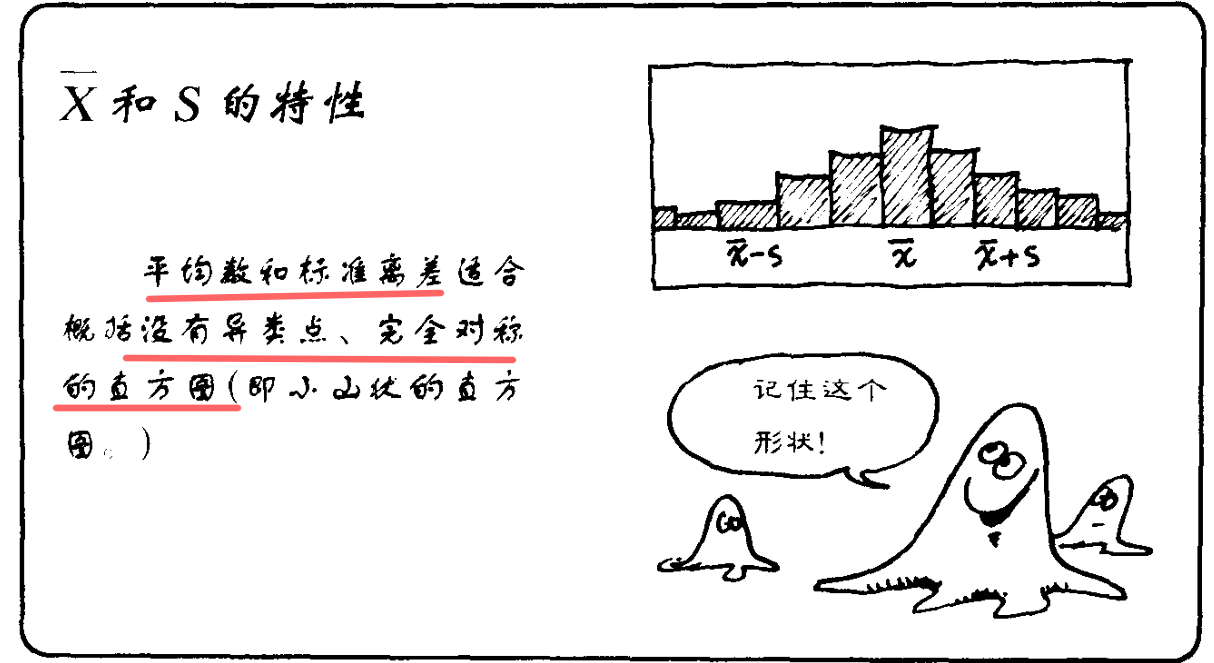 X̄ 和 S 的特性
平均数和标准离差适合
概括没有异类点、完全对称
的直方图(即小山状的直方
图。)
x̄-s x̄ x̄+s
记住这个
形状!